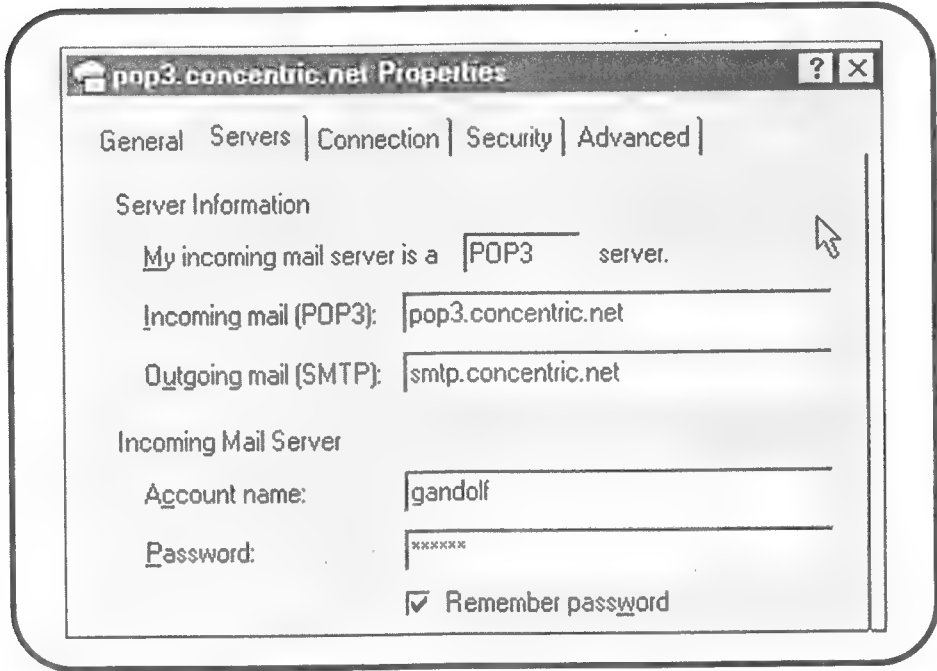 pop3.concentric.net Properties ? X
General Servers Connection Security Advanced
Server Information
My incoming mail server is a POP3 server.
Incoming mail (POP3): pop3.concentric.net
Outgoing mail (SMTP): smtp.concentric.net
Incoming Mail Server
Account name: gandolf
Password: xxxxxx
Remember password